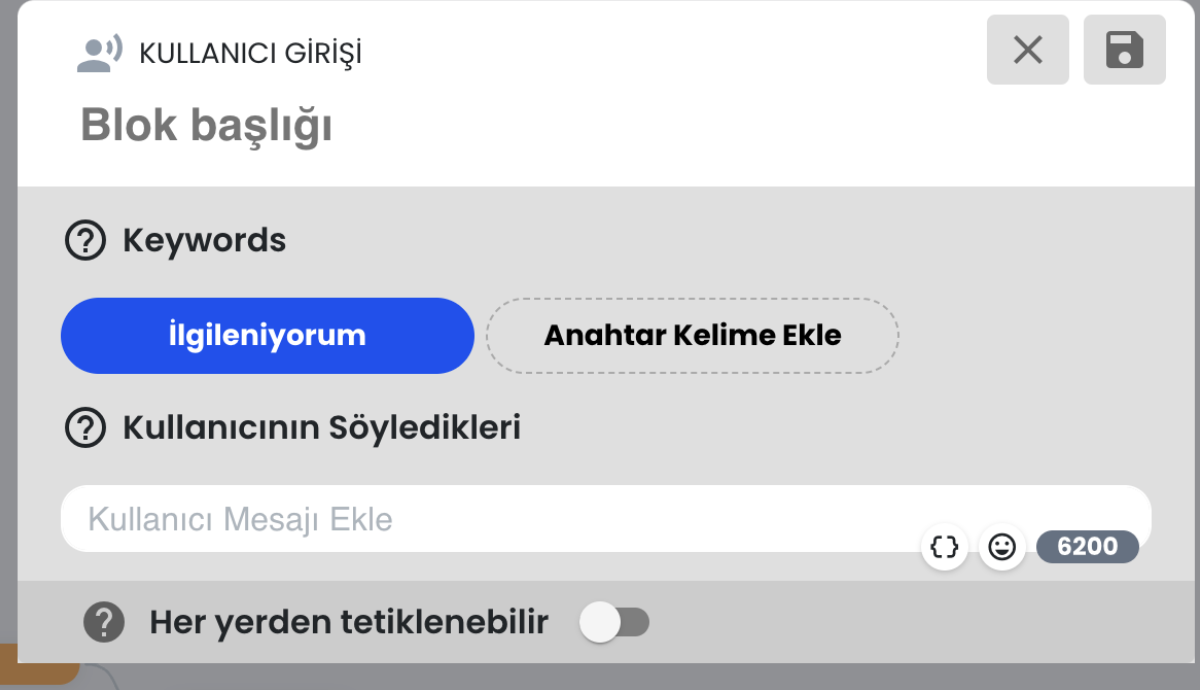 KULLANICI GİRİŞİ
Blok başlığı
Keywords
İlgileniyorum
Anahtar Kelime Ekle
Kullanıcının Söyledikleri
Kullanıcı Mesajı Ekle
6200
Her yerden tetiklenebilir